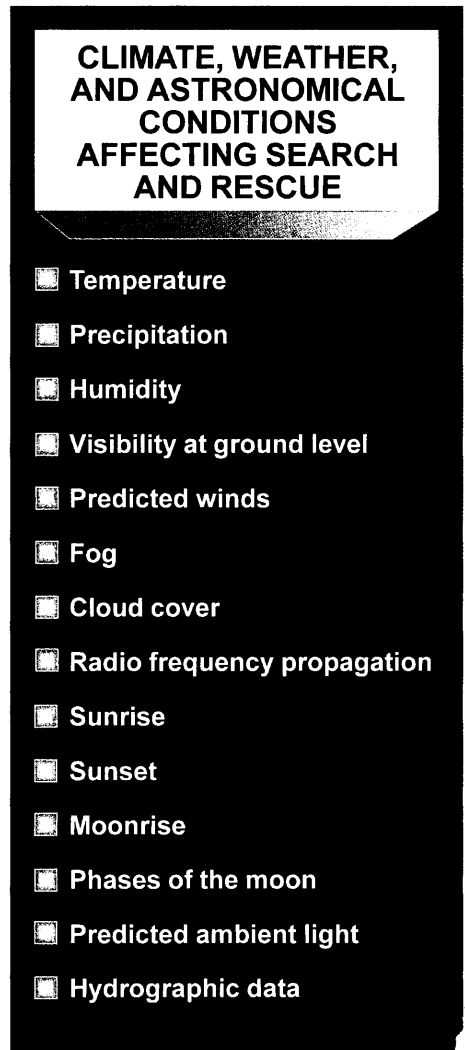 CLIMATE, WEATHER,
AND ASTRONOMICAL
CONDITIONS
AFFECTING SEARCH
AND RESCUE
Temperature
Precipitation
Humidity
Visibility at ground level
Predicted winds
Fog
Cloud cover
Radio frequency propagation
Sunrise
Sunset
Moonrise
Phases of the moon
Predicted ambient light
Hydrographic data